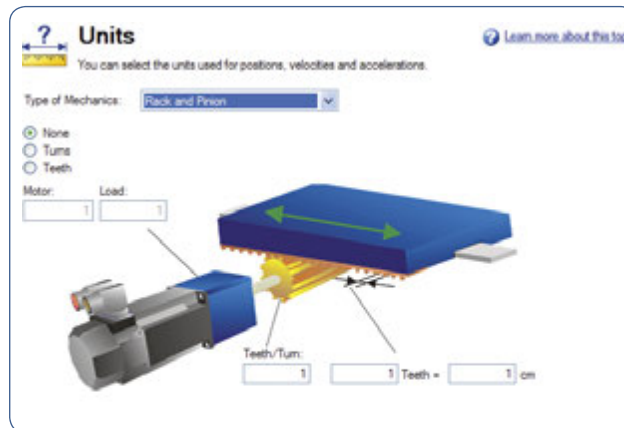 ?
Units
Learn more about this top
You can select the units used for positions, velocities and accelerations.
Type of Mechanics: Rack and Pinion
None
Turns
Teeth
Motor: Load:
1 1
Teeth/Turn:
1 1 Teeth = 1 cm